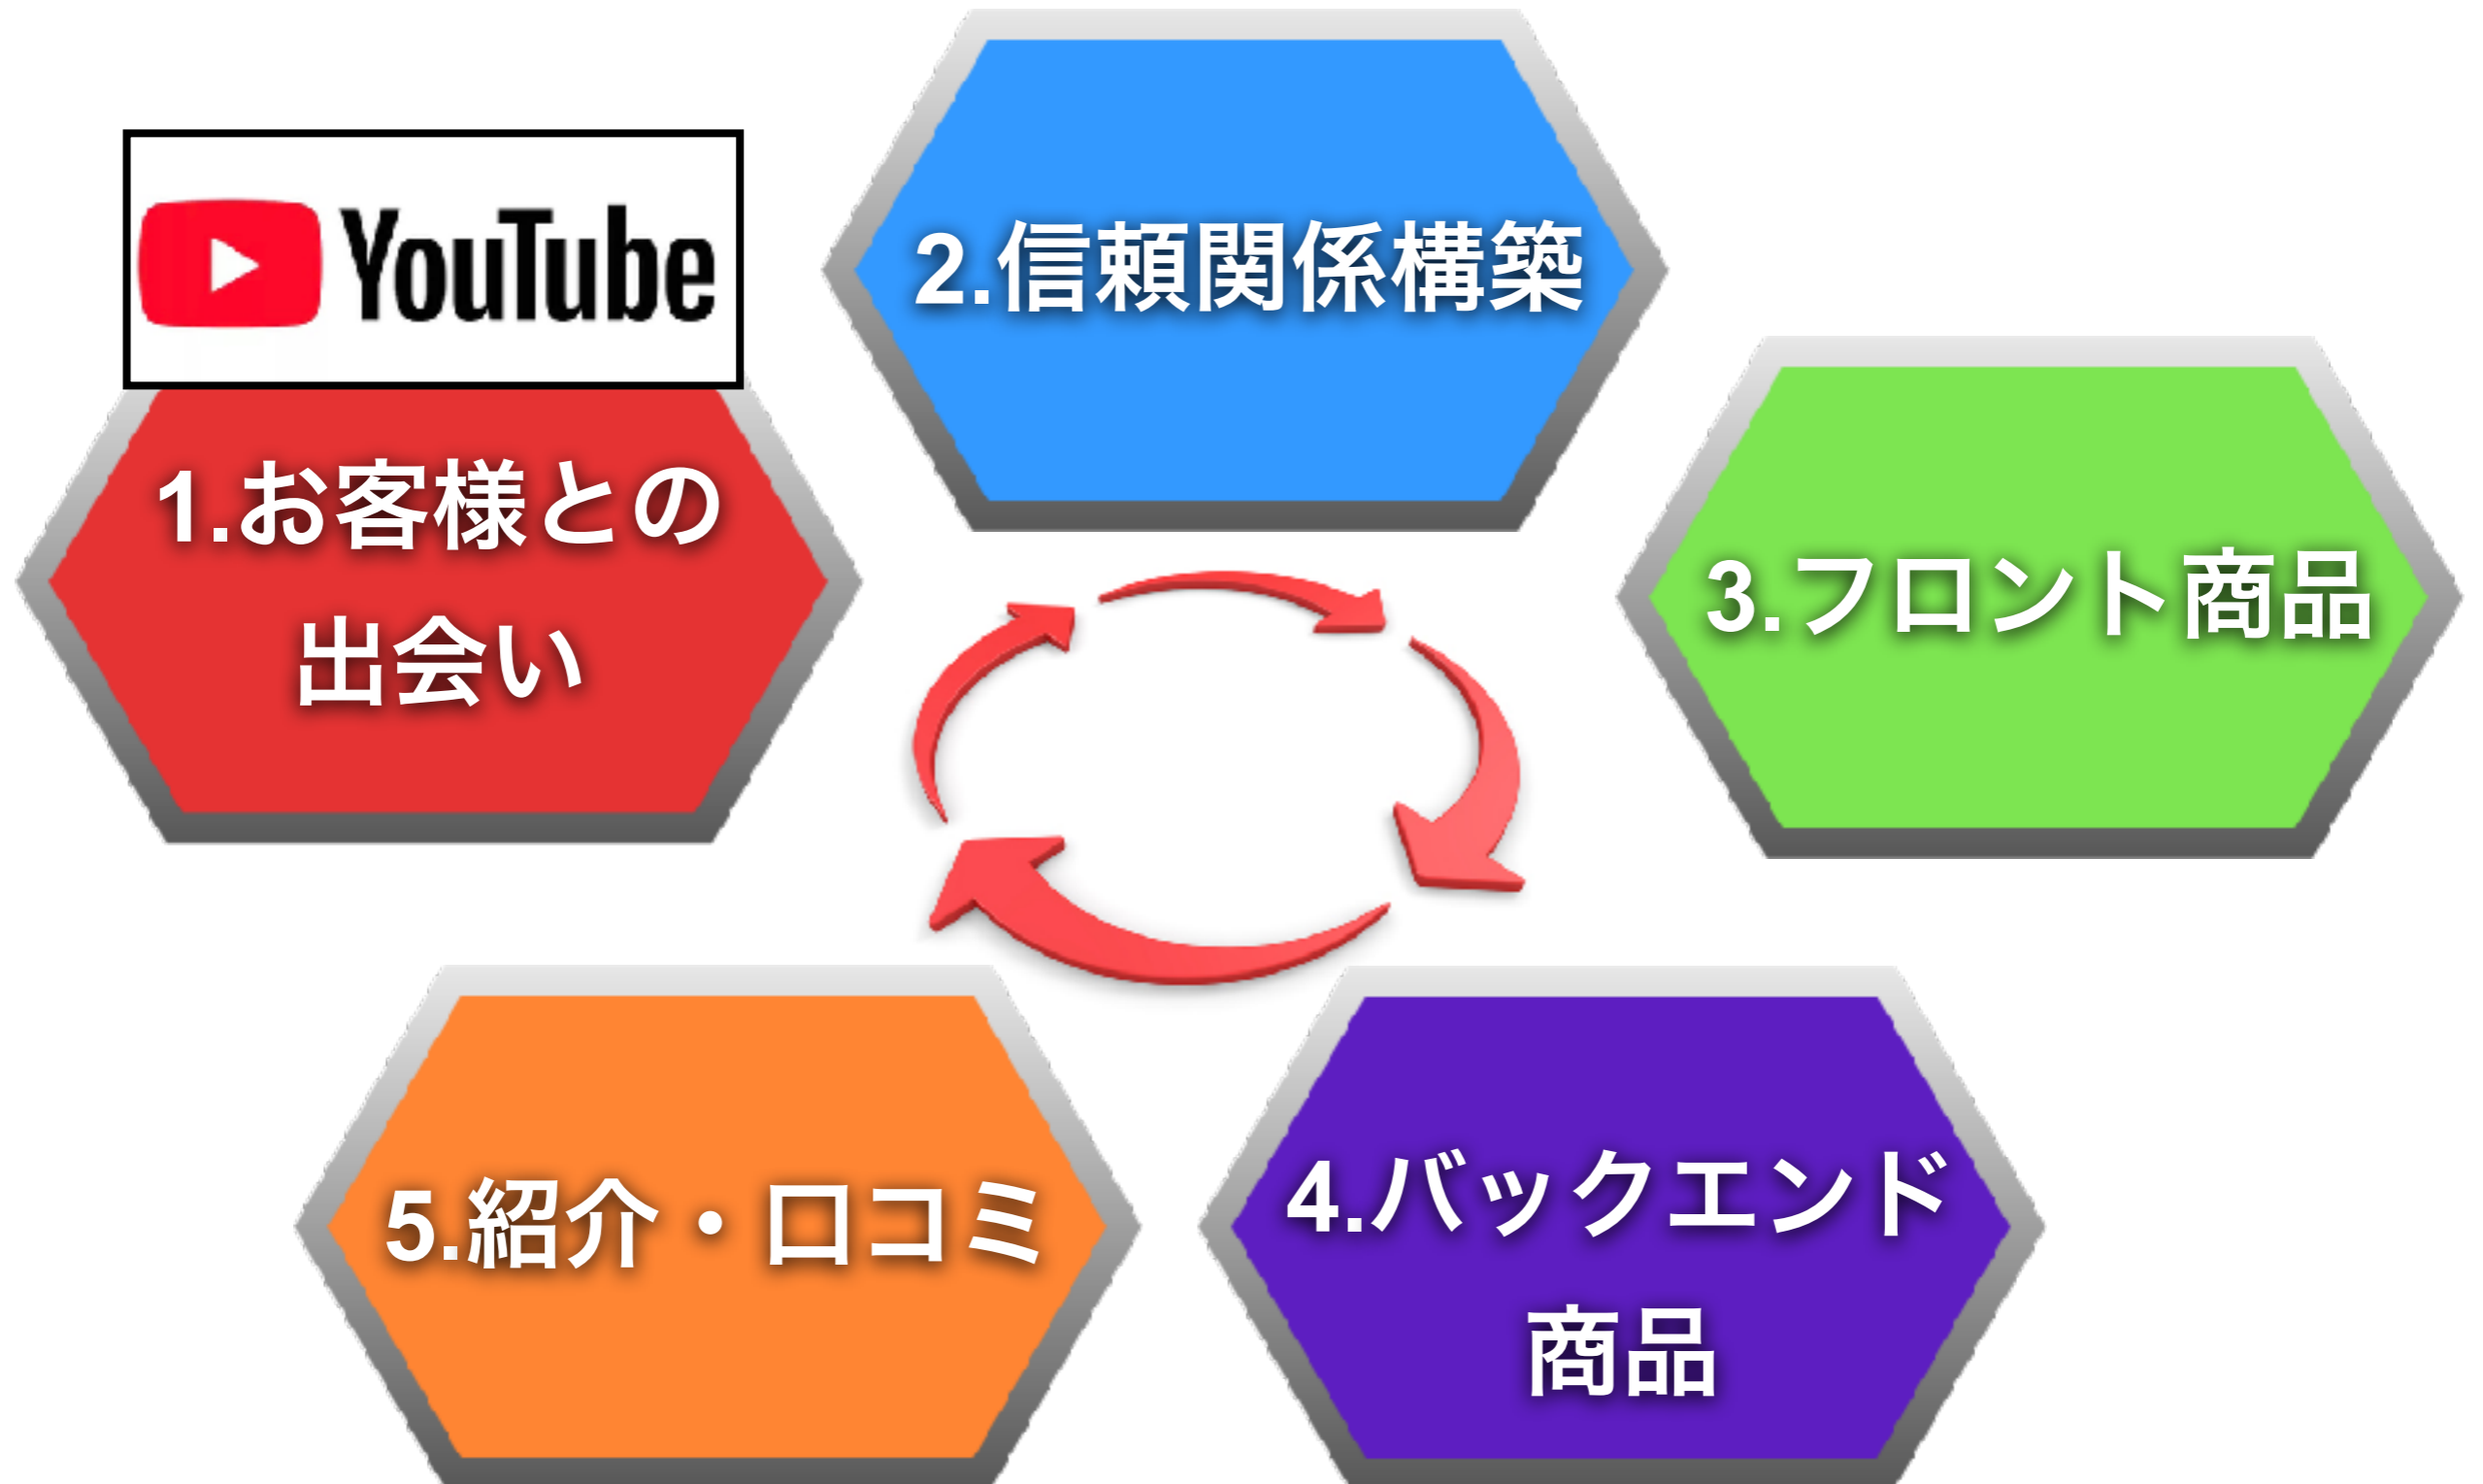 YouTube
1.お客様との
出会い
2.信頼関係構築
3.フロント商品
4.バックエンド
商品
5.紹介・口コミ